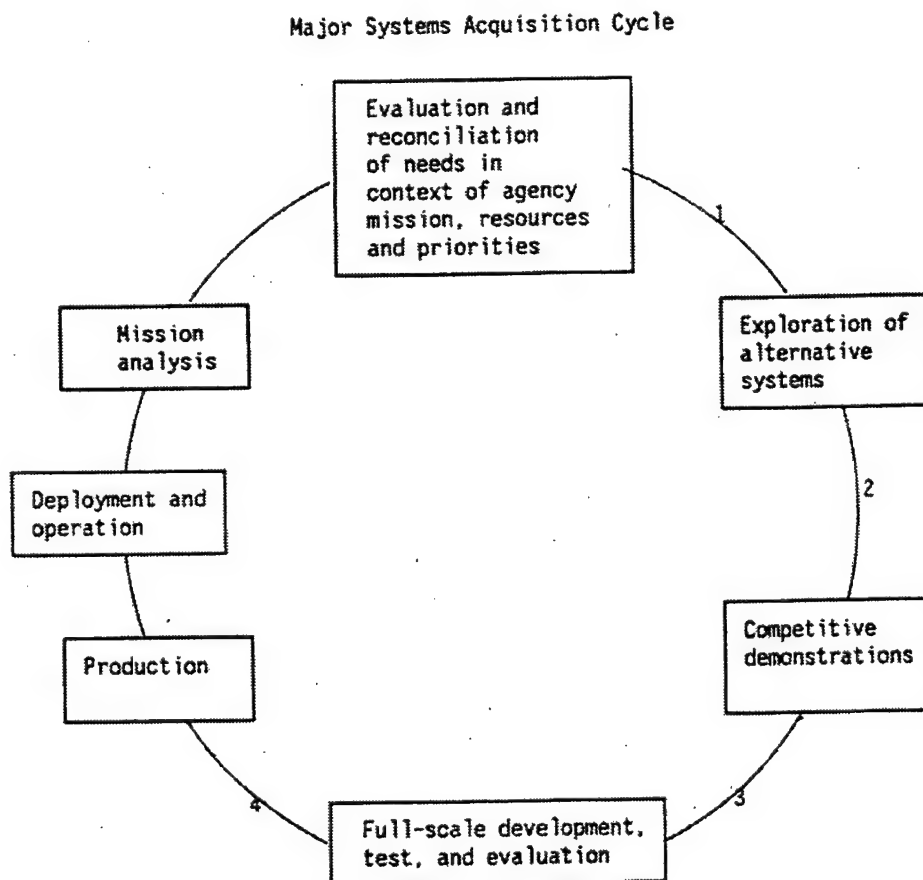 Major Systems Acquisition Cycle
Evaluation and
reconciliation
of needs in
context of agency
mission, resources
and priorities
1
Mission
analysis
Exploration of
alternative
systems
Deployment and
operation
2
Production
Competitive
demonstrations
4
3
Full-scale development,
test, and evaluation